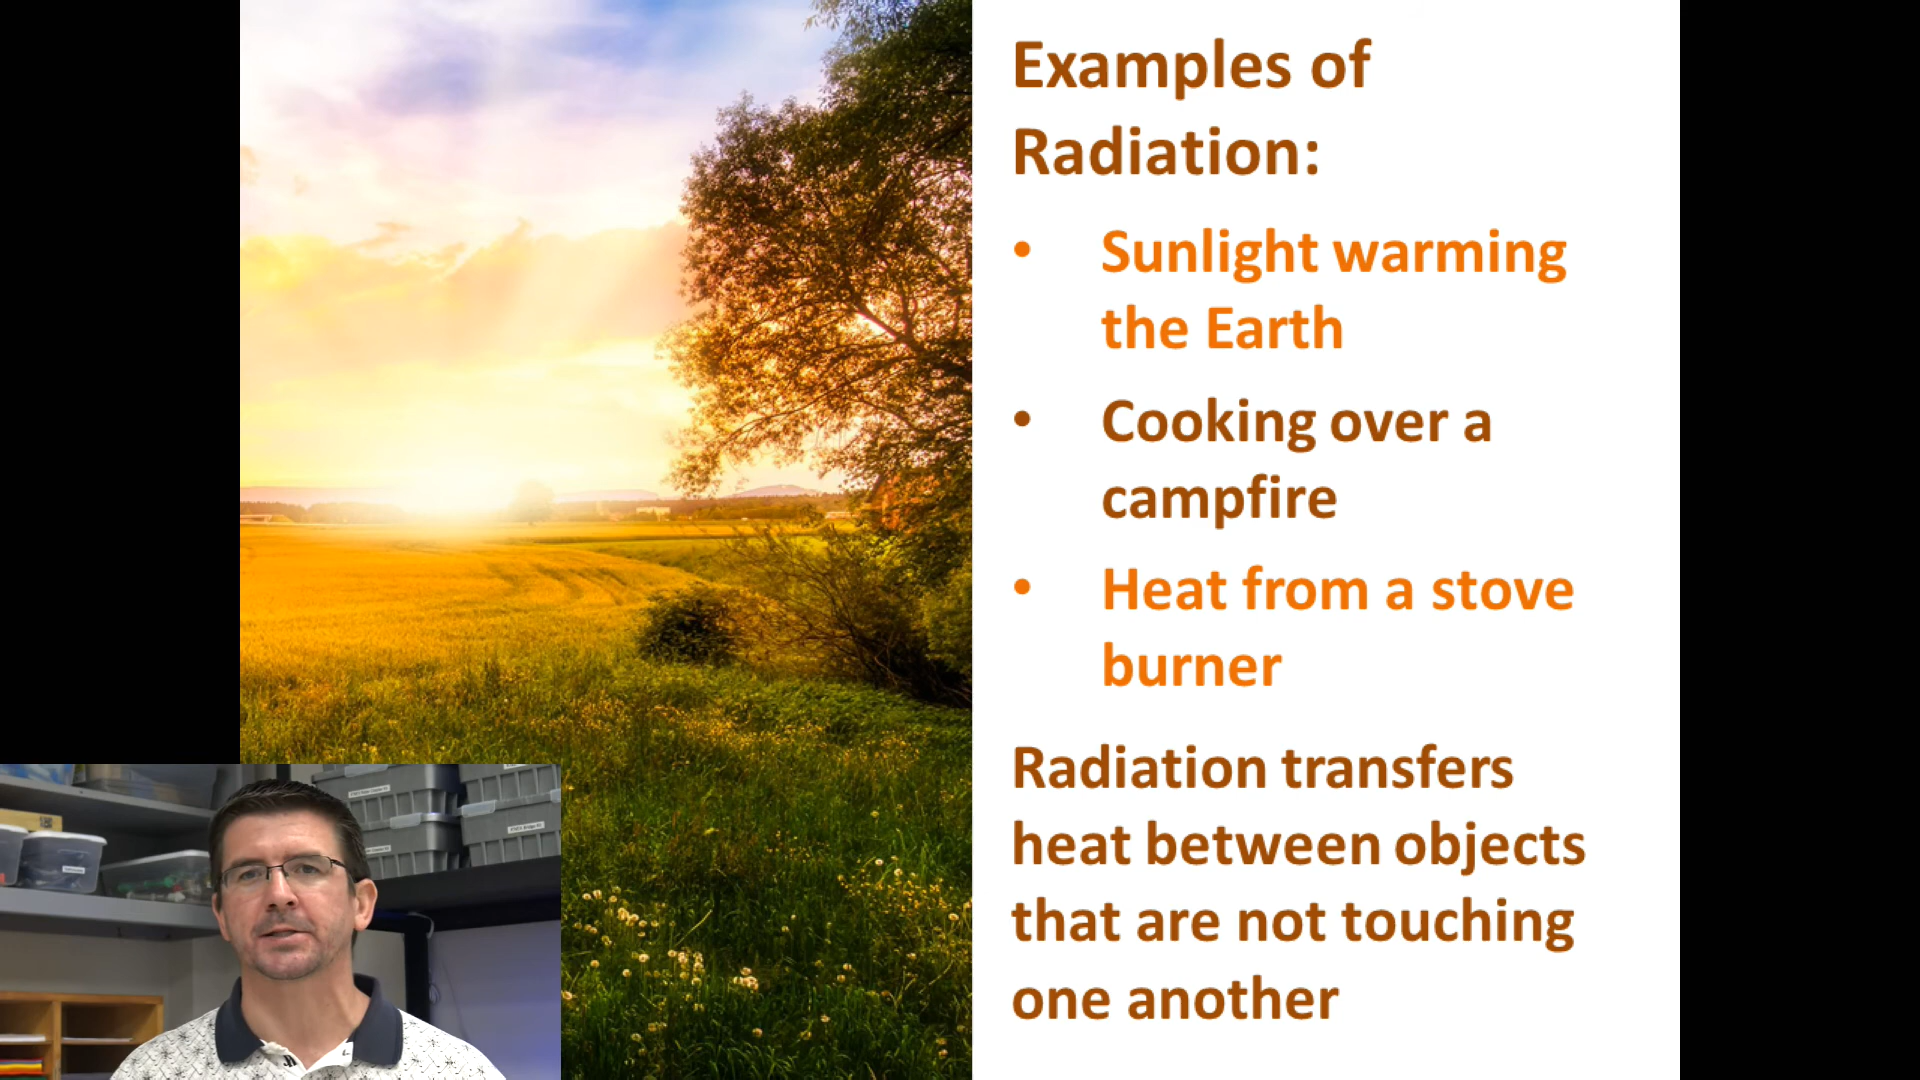 Examples of
Radiation:
• Sunlight warming
the Earth
• Cooking over a
campfire
• Heat from a stove
burner
Radiation transfers
heat between objects
that are not touching
one another